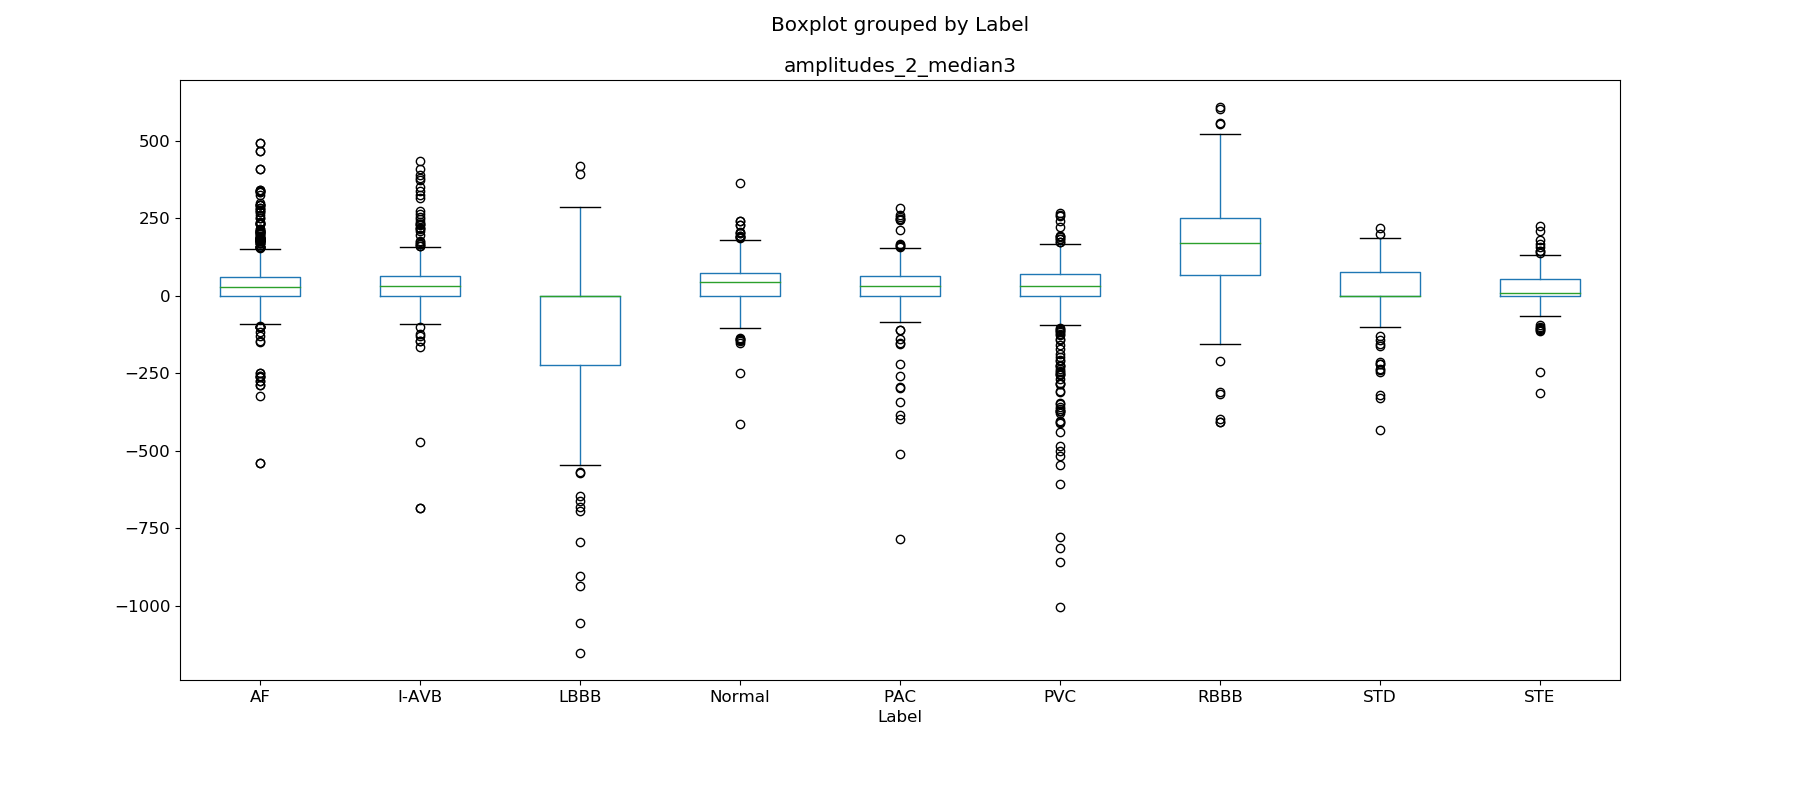 Boxplot grouped by Label
amplitudes_2_median3
500
250
0
−250
−500
−750
−1000
AF I-AVB LBBB Normal PAC PVC RBBB STD STE
Label